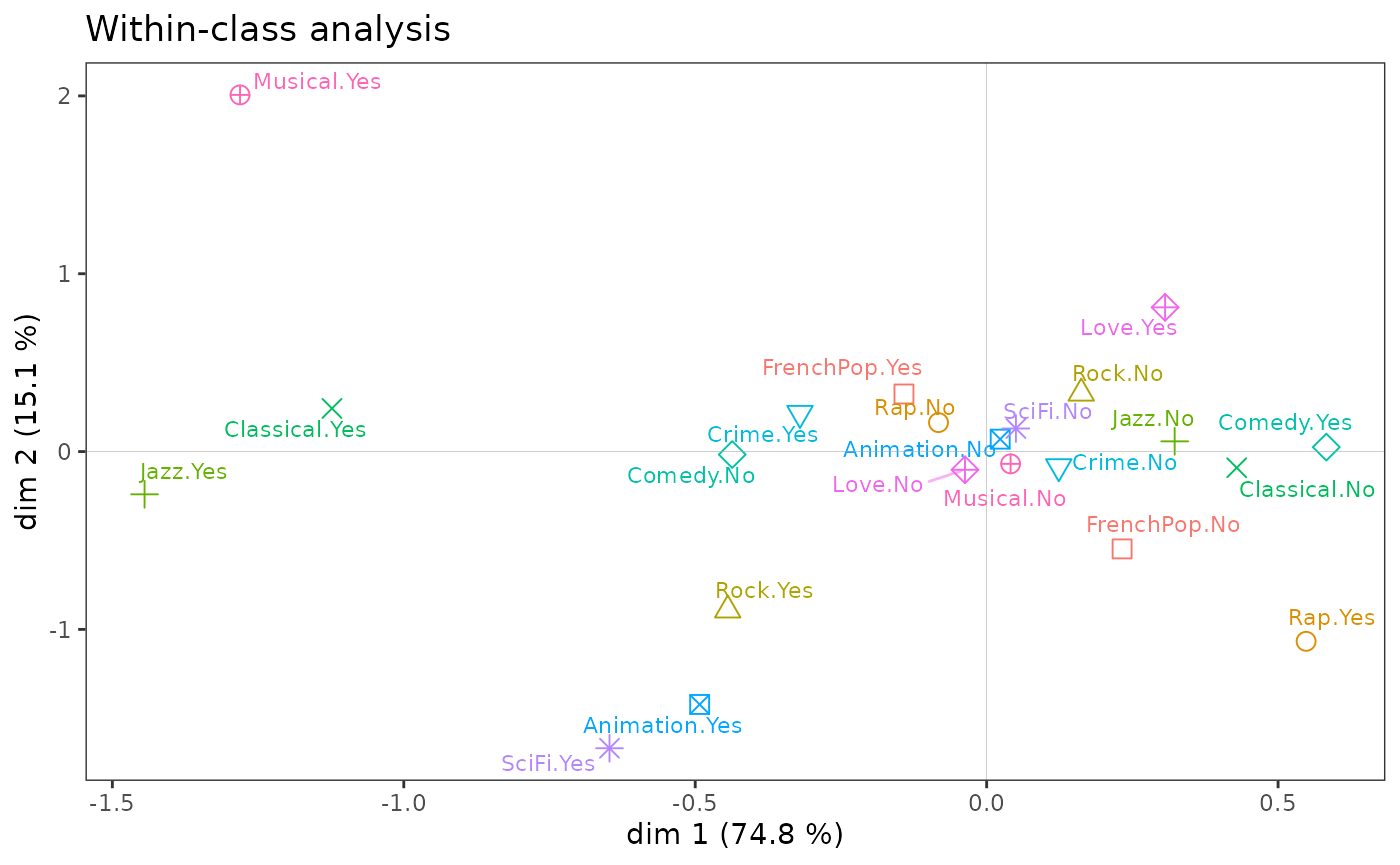 Within-class analysis
Musical.Yes
2
1
Love.Yes
FrenchPop.Yes
Rock.No
Rap.No
SciFi.No
Jazz.No
Comedy.Yes
Classical.Yes
Crime.Yes
Animation.No
0
Crime.No
Jazz.Yes
Comedy.No
Love.No
Classical.No
Musical.No
FrenchPop.No
Rock.Yes
Rap.Yes
-1
Animation.Yes
SciFi.Yes
dim 2 (15.1 %)
-1.5 -1.0 -0.5 0.0 0.5
dim 1 (74.8 %)